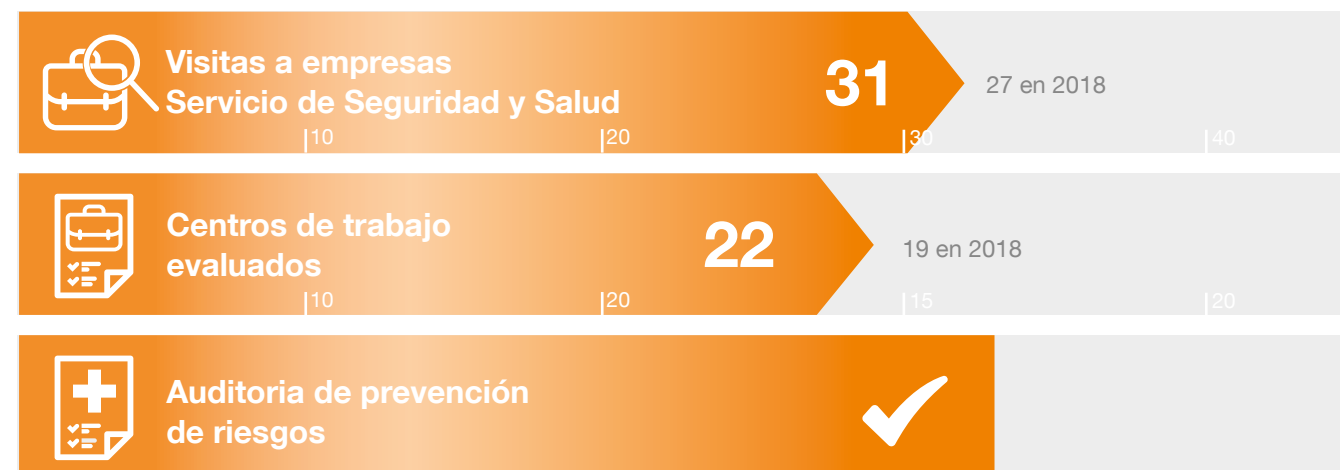 Visitas a empresas
Servicio de Seguridad y Salud
31
27 en 2018
|10 |20 |30 |40
Centros de trabajo
evaluados
22
19 en 2018
|10 |20 |15 |20
Auditoria de prevención
de riesgos